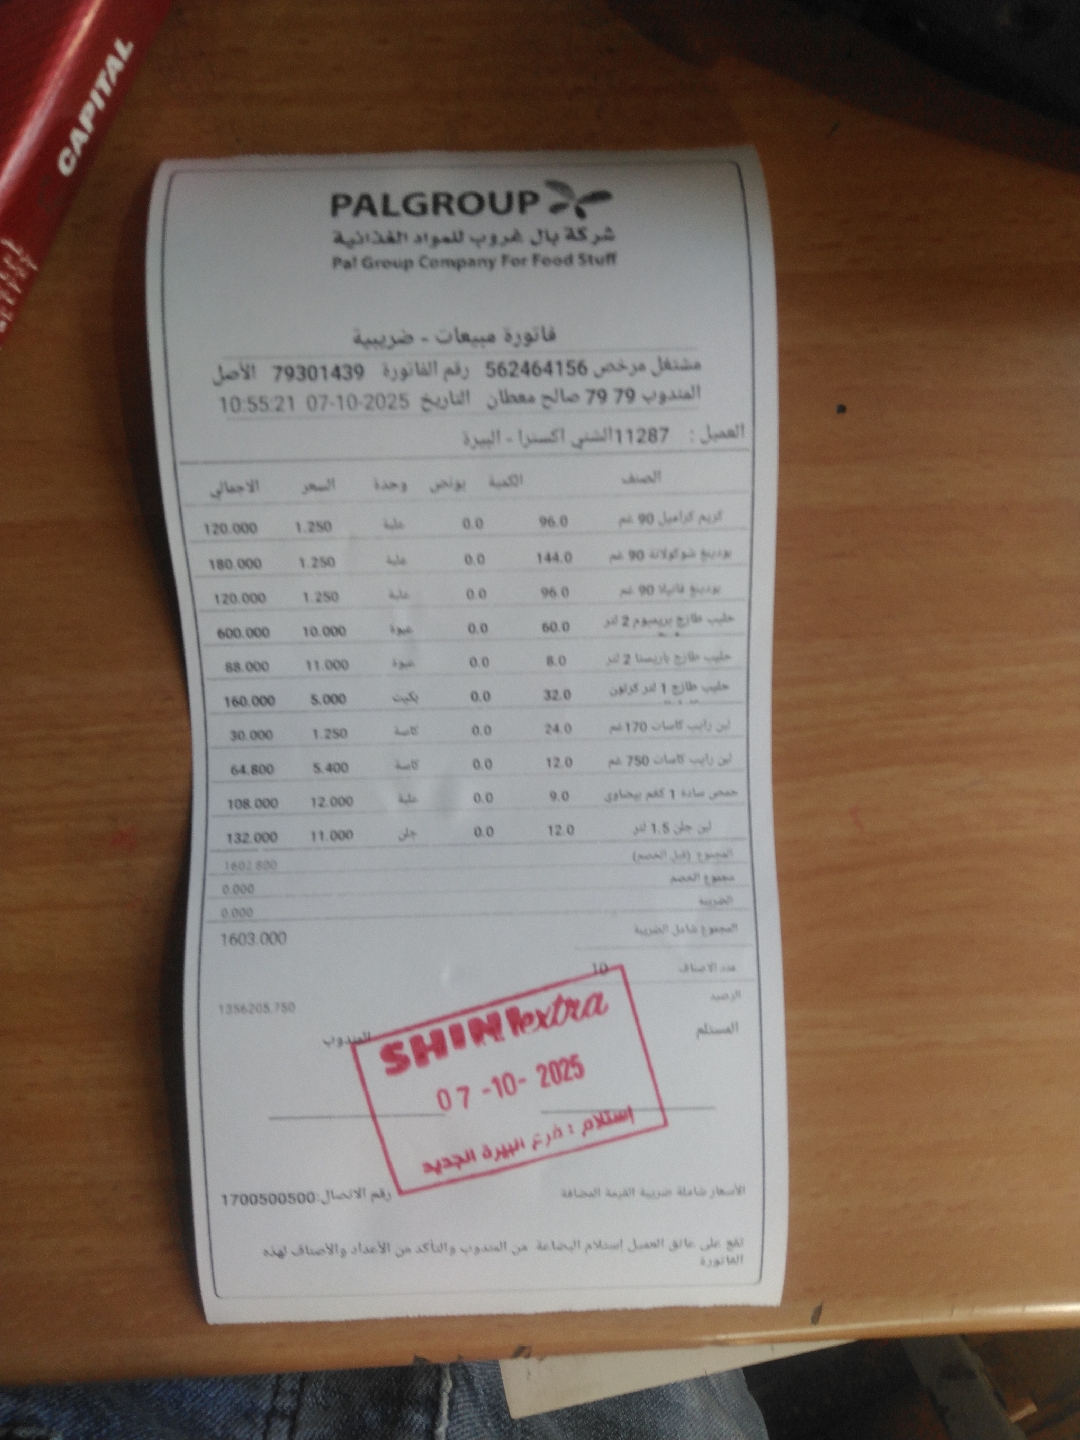 CAPITAL
PALGROUP
شركة بال غروب للمواد الغذائية
Pal Group Company For Food Stuff
فاتورة مبيعات - ضريبية
مشتغل مرخص 562464156 رقم الفاتورة 79301439 الأصل
المندوب 79 79 صالح معطان التاريخ 07-10-2025 10:55:21
العميل : 11287الشني اكسترا - البيرة
الصنف الكمية بونص وحدة السعر الاجمالي
كريم كراميل 90 غم 96.0 0.0 علبة 1.250 120.000
بودينغ شوكولاتة 90 غم 144.0 0.0 علبة 1.250 180.000
بودينغ فانيلا 90 غم 96.0 0.0 علبة 1.250 120.000
حليب طازج بريميوم 2 لتر 60.0 0.0 عبوة 10.000 600.000
حليب طازج باريستا 2 لتر 8.0 0.0 عبوة 11.000 88.000
حليب طازج 1 لتر كرتون 32.0 0.0 بكيت 5.000 160.000
لبن رايب كاسات 170 غم 24.0 0.0 كاسة 1.250 30.000
لبن رايب كاسات 750 غم 12.0 0.0 كاسة 5.400 64.800
حمص سادة 1 كغم بيضاوي 9.0 0.0 علبة 12.000 108.000
لبن جلن 1.5 لتر 12.0 0.0 جلن 11.000 132.000
المجموع (قبل الخصم) 1602.800
مجموع الخصم 0.000
الضريبة 0.000
المجموع شامل الضريبة 1603.000
عدد الاصناف 10
الرصيد 1356205.750
المستلم المندوب
SHINI extra
07-10-2025
إستلام : فرع البيرة الجديد
الأسعار شاملة ضريبة القيمة المضافة رقم الاتصال:1700500500
تقع على عاتق العميل إستلام البضاعة من المندوب والتأكد من الأعداد والأصناف لهذه
الفاتورة